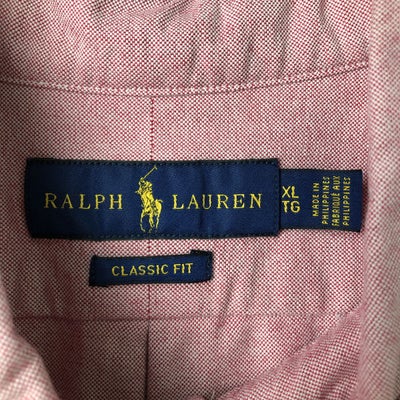 RALPH LAUREN
XL
TG
MADE IN
PHILIPPINES
FABRIQUÉ AUX
PHILIPPINES
CLASSIC FIT